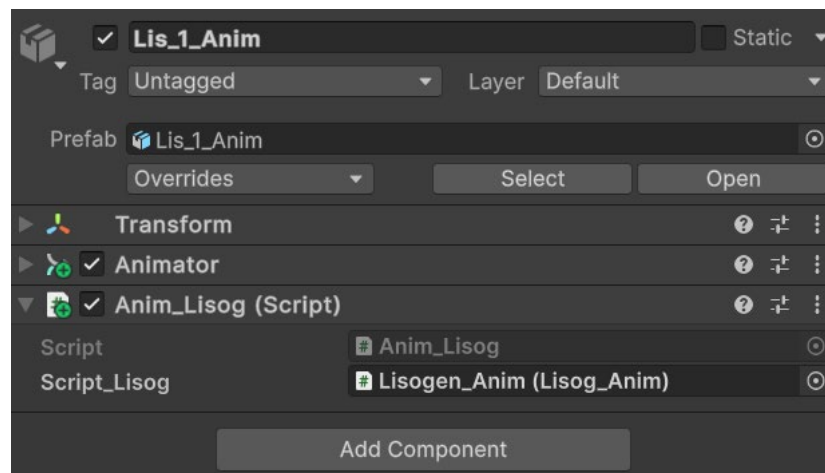 Lis_1_Anim Static
Tag Untagged Layer Default
Prefab Lis_1_Anim
Overrides Select Open
Transform
Animator
Anim_Lisog (Script)
Script # Anim_Lisog
Script_Lisog # Lisogen_Anim (Lisog_Anim)
Add Component